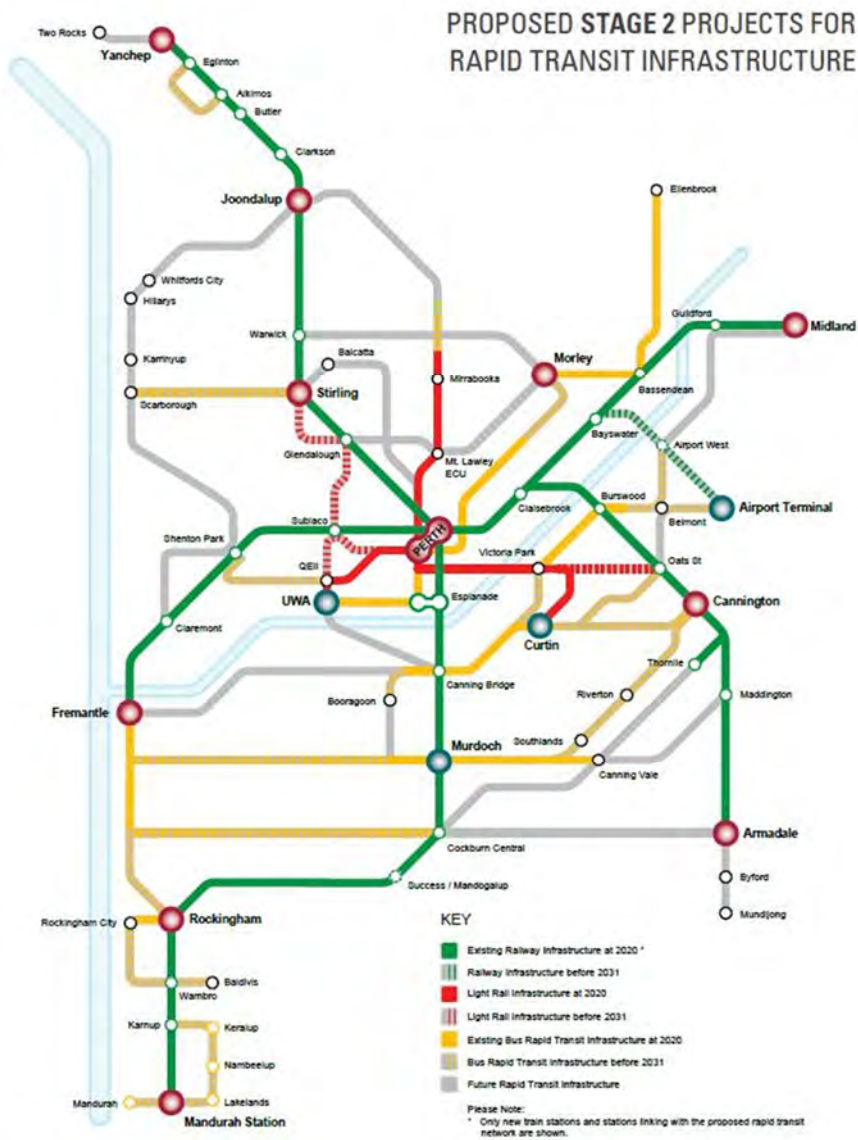 PROPOSED STAGE 2 PROJECTS FOR
RAPID TRANSIT INFRASTRUCTURE
Two Rocks
Yanchep
Eglinton
Alkimos
Butler
Clarkson
Joondalup
Ellenbrook
Whitfords City
Hillarys
Guildford
Midland
Warwick
Karrinyup
Balcatta
Morley
Mirrabooka
Bassendean
Stirling
Scarborough
Bayswater
Glendalough
Mt. Lawley
ECU
Airport West
Claisebrook
Burswood
Airport Terminal
Belmont
Subiaco
PERTH
Shenton Park
Victoria Park
Oats St
QEII
UWA
Esplanade
Cannington
Claremont
Curtin
Thornlie
Canning Bridge
Booragoon
Riverton
Maddington
Fremantle
Southlands
Murdoch
Canning Vale
Cockburn Central
Armadale
Success / Mandogalup
Byford
Mundijong
Rockingham City
Rockingham
Wambro
Baldivis
Karnup
Keralup
Nambeelup
Mandurah
Lakelands
Mandurah Station
KEY
Existing Railway Infrastructure at 2020 *
Railway Infrastructure before 2031
Light Rail Infrastructure at 2020
Light Rail Infrastructure before 2031
Existing Bus Rapid Transit Infrastructure at 2020
Bus Rapid Transit Infrastructure before 2031
Future Rapid Transit Infrastructure
Please Note:
* Only new train stations and stations linking with the proposed rapid transit
network are shown.